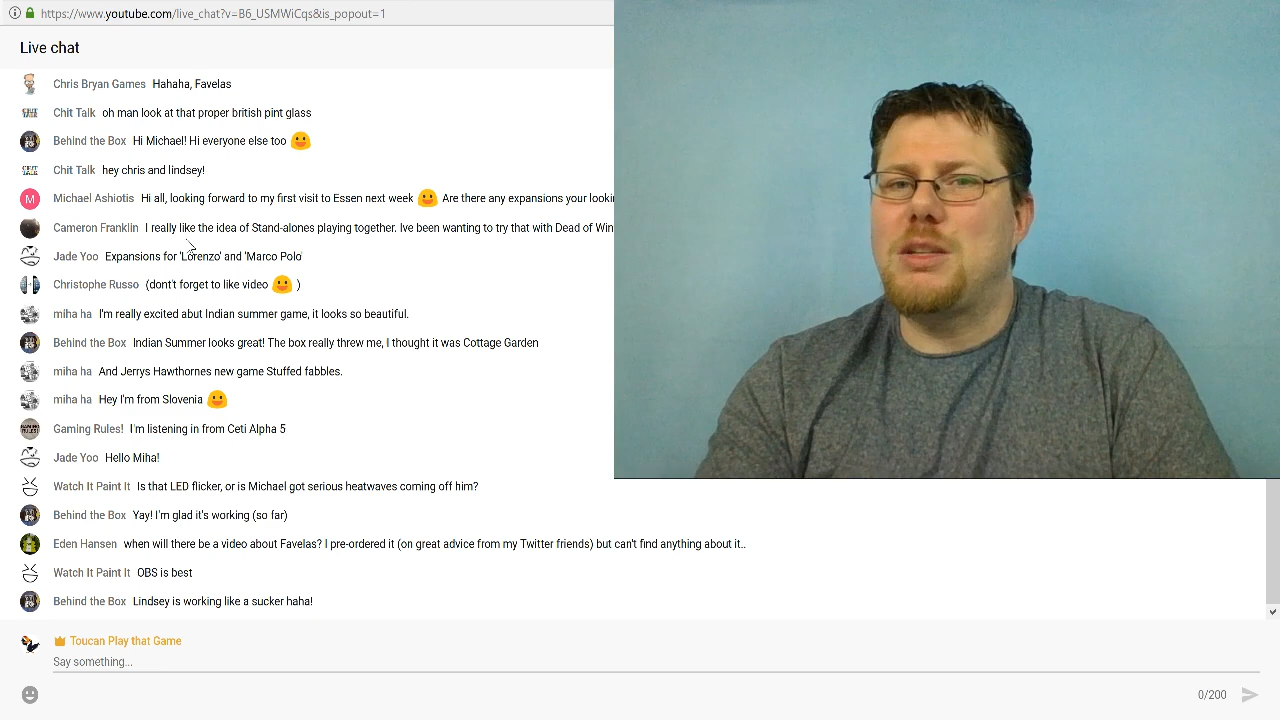 https://www.youtube.com/live_chat?v=B6_USMWiCqs&is_popout=1
Live chat
Chris Bryan Games Hahaha, Favelas
Chit Talk oh man look at that proper british pint glass
Behind the Box Hi Michael! Hi everyone else too
Chit Talk hey chris and lindsey!
M Michael Ashiotis Hi all, looking forward to my first visit to Essen next week Are there any expansions your
Cameron Franklin I really like the idea of Stand-alones playing together. Ive been wanting to try that with Dead of Win
Jade Yoo Expansions for 'Lorenzo' and 'Marco Polo'
Christophe Russo (don't forget to like video )
miha ha I'm really excited abut Indian summer game, it looks so beautiful.
Behind the Box Indian Summer looks great! The box really threw me, I thought it was Cottage Garden
miha ha And Jerrys Hawthornes new game Stuffed fabbles.
miha ha Hey I'm from Slovenia
Gaming Rules! I'm listening in from Ceti Alpha 5
Jade Yoo Hello Miha!
Watch It Paint It Is that LED flicker, or is Michael got serious heatwaves coming off him?
Behind the Box Yay! I'm glad it's working (so far)
Eden Hansen when will there be a video about Favelas? I pre-ordered it (on great advice from my Twitter friends) but can't find anything about it..
Watch It Paint It OBS is best
Behind the Box Lindsey is working like a sucker haha!
Toucan Play that Game
Say something...
0/200